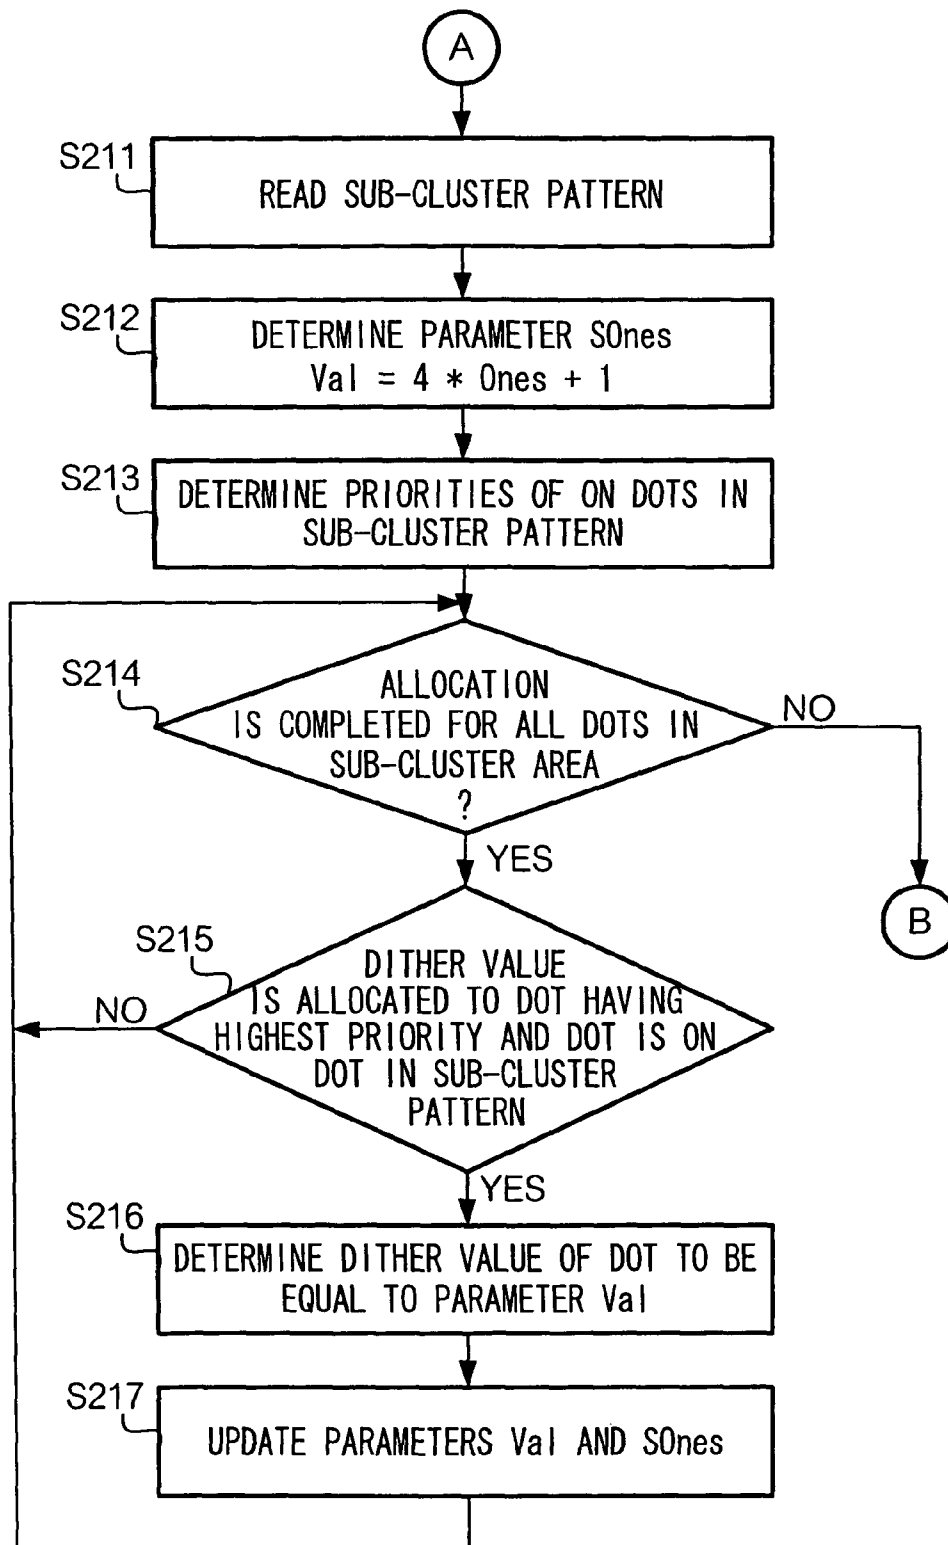 A
S211
READ SUB-CLUSTER PATTERN
S212
DETERMINE PARAMETER SOnes
Val = 4 * Ones + 1
S213
DETERMINE PRIORITIES OF ON DOTS IN
SUB-CLUSTER PATTERN
S214
ALLOCATION
IS COMPLETED FOR ALL DOTS IN
SUB-CLUSTER AREA
?
NO
YES
B
S215
DITHER VALUE
IS ALLOCATED TO DOT HAVING
HIGHEST PRIORITY AND DOT IS ON
DOT IN SUB-CLUSTER
PATTERN
NO
YES
S216
DETERMINE DITHER VALUE OF DOT TO BE
EQUAL TO PARAMETER Val
S217
UPDATE PARAMETERS Val AND SOnes